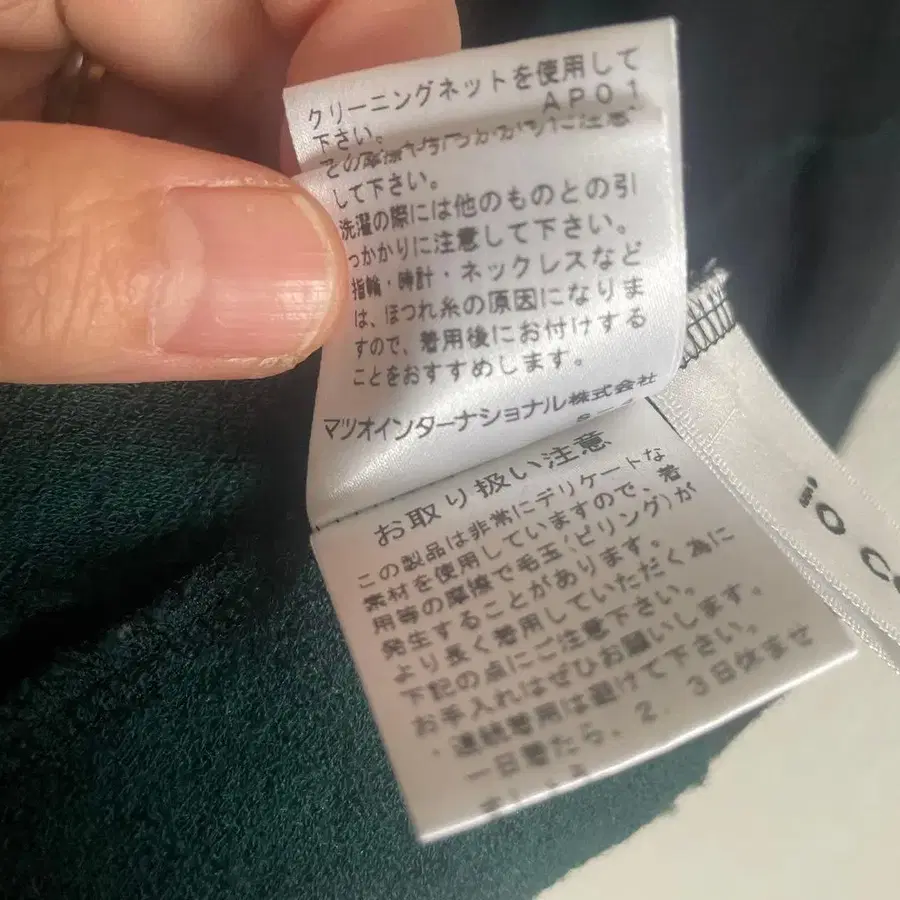 クリーニングネットを使用して
下さい。
AP01
して下さい。
洗濯の際には他のものとの引
っかかりに注意して下さい。
指輪・時計・ネックレスなど
は、ほつれ糸の原因になりま
すので、着用後にお付けする
ことをおすすめします。
マツオインターナショナル株式会社
お取り扱い注意
この製品は非常にデリケートな
素材を使用していますので、着
用等の摩擦で毛玉(ピリング)が
発生することがあります。
より長く着用していただく為に
下記の点にご注意下さい。
お手入れはぜひお願いします。
・連続着用は避けて下さい。
一日着たら、2、3日休ませ
io